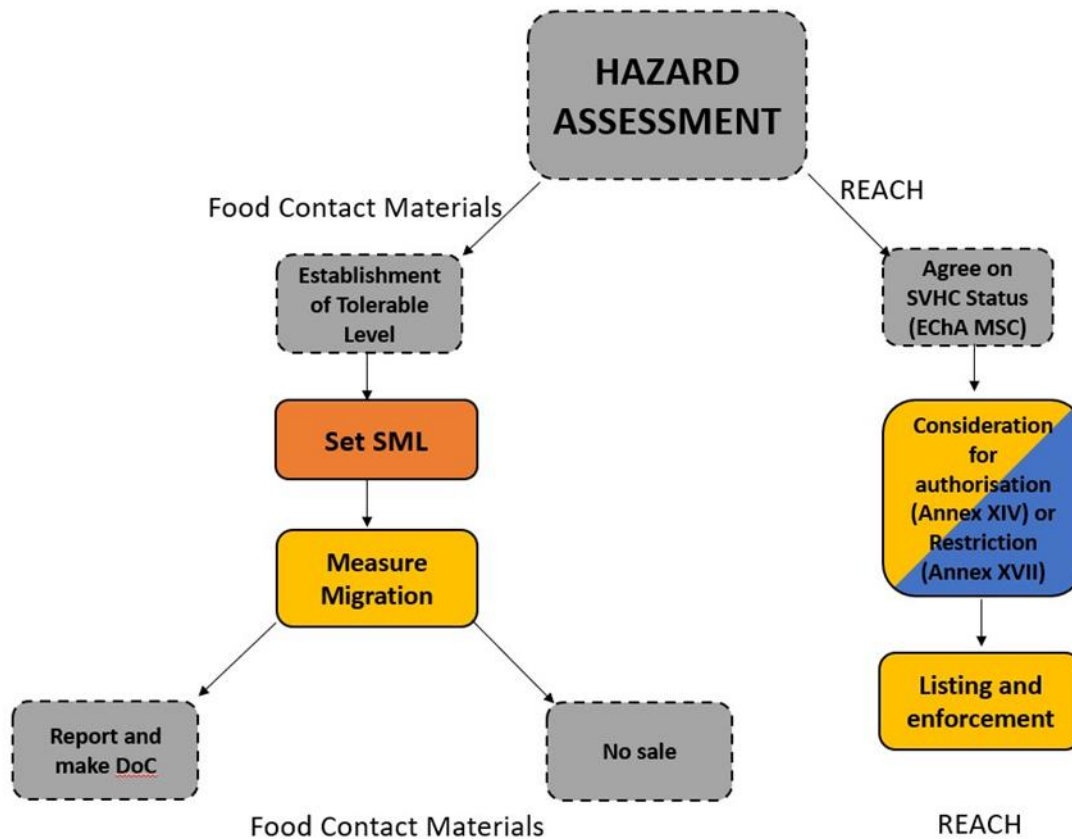 HAZARD
ASSESSMENT
Food Contact Materials
REACH
Establishment
of Tolerable
Level
Agree on
SVHC Status
(EChA MSC)
Set SML
Consideration
for
authorisation
(Annex XIV) or
Restriction
(Annex XVII)
Measure
Migration
Listing and
enforcement
Report and
make DoC
No sale
Food Contact Materials
REACH